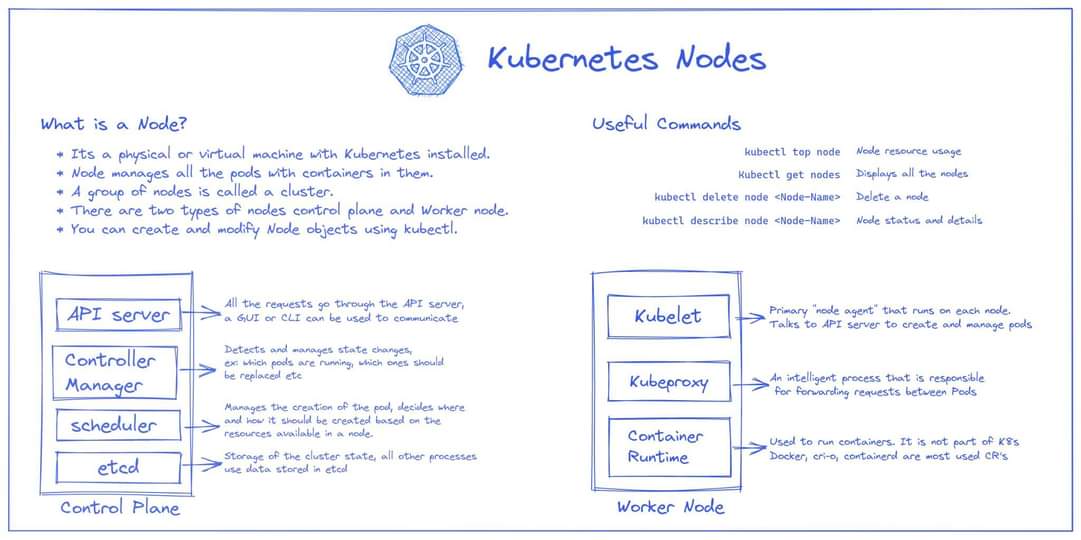 Kubernetes Nodes
What is a Node?
* Its a physical or virtual machine with Kubernetes installed.
* Node manages all the pods with containers in them.
* A group of nodes is called a cluster.
* There are two types of nodes control plane and Worker node.
* You can create and modify Node objects using kubectl.
Useful Commands
kubectl top node Node resource usage
Kubectl get nodes Displays all the nodes
kubectl delete node <Node-Name> Delete a node
kubectl describe node <Node-Name> Node status and details
API server
All the requests go through the API server,
a GUI or CLI can be used to communicate
Controller
Manager
Detects and manages state changes,
ex: which pods are running, which ones should
be replaced etc
scheduler
Manages the creation of the pod, decides where
and how it should be created based on the
resources available in a node.
etcd
Storage of the cluster state, all other processes
use data stored in etcd
Control Plane
Kubelet
Primary "node agent" that runs on each node.
Talks to API server to create and manage pods
Kubeproxy
An intelligent process that is responsible
for forwarding requests between Pods
Container
Runtime
Used to run containers. It is not part of K8s
Docker, cri-o, containerd are most used CR's
Worker Node